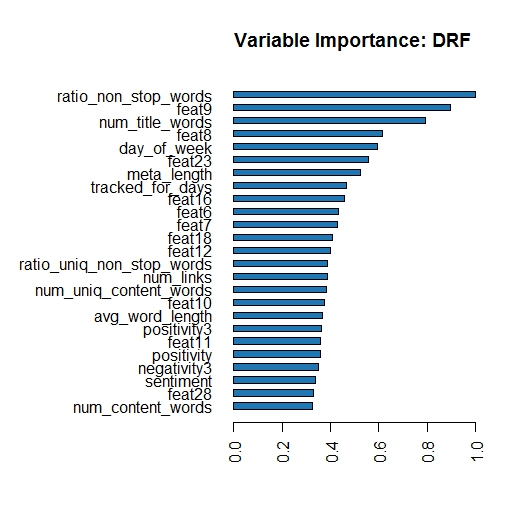 Variable Importance: DRF
ratio_non_stop_words
feat9
num_title_words
feat8
day_of_week
feat23
meta_length
tracked_for_days
feat16
feat6
feat7
feat18
feat12
ratio_uniq_non_stop_words
num_links
num_uniq_content_words
feat10
avg_word_length
positivity3
feat11
positivity
negativity3
sentiment
feat28
num_content_words
0.0
0.2
0.4
0.6
0.8
1.0